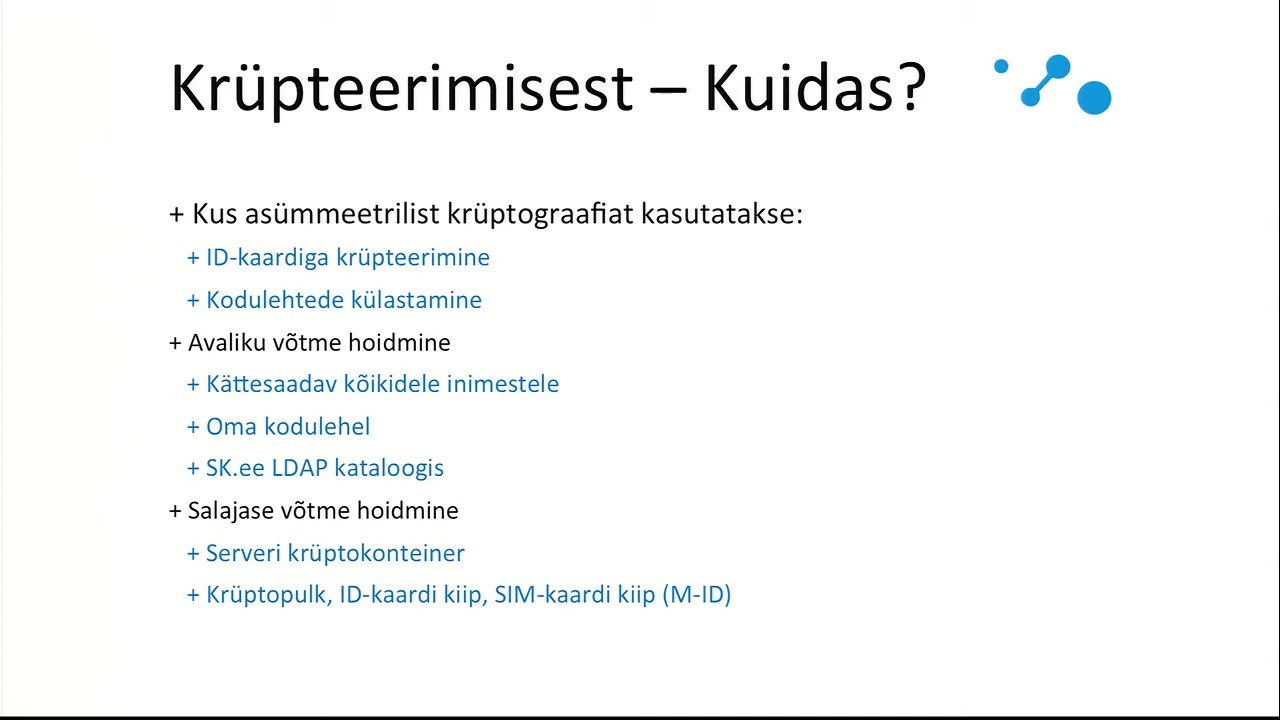 Krüpteerimisest – Kuidas?
+ Kus asümmeetrilist krüptograafiat kasutatakse:
+ ID-kaardiga krüpteerimine
+ Kodulehtede külastamine
+ Avaliku võtme hoidmine
+ Kättesaadav kõikidele inimestele
+ Oma kodulehel
+ SK.ee LDAP kataloogis
+ Salajase võtme hoidmine
+ Serveri krüptokonteiner
+ Krüptopulk, ID-kaardi kiip, SIM-kaardi kiip (M-ID)